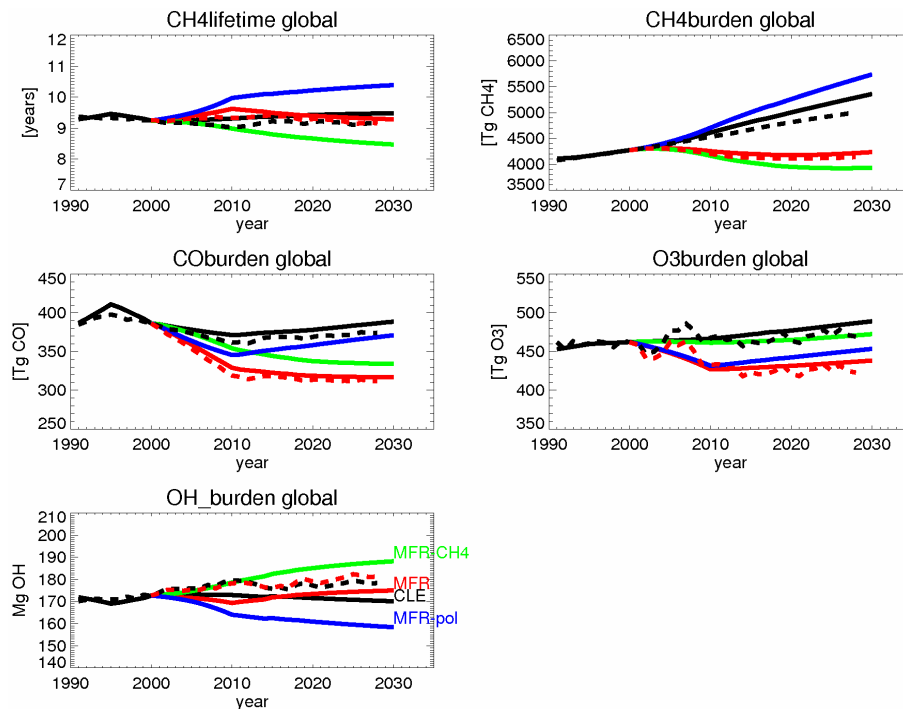 CH4lifetime global
12
11
10
9
8
7
[years]
1990 2000 2010 2020 2030
year
CH4burden global
6500
6000
5500
5000
4500
4000
3500
[Tg CH4]
1990 2000 2010 2020 2030
year
COburden global
450
400
350
300
250
[Tg CO]
1990 2000 2010 2020 2030
year
O3burden global
550
500
450
400
350
[Tg O3]
1990 2000 2010 2020 2030
year
OH_burden global
210
200
190
180
170
160
150
140
Mg OH
MFR-CH4
MFR
CLE
MFR-pol
1990 2000 2010 2020 2030
year